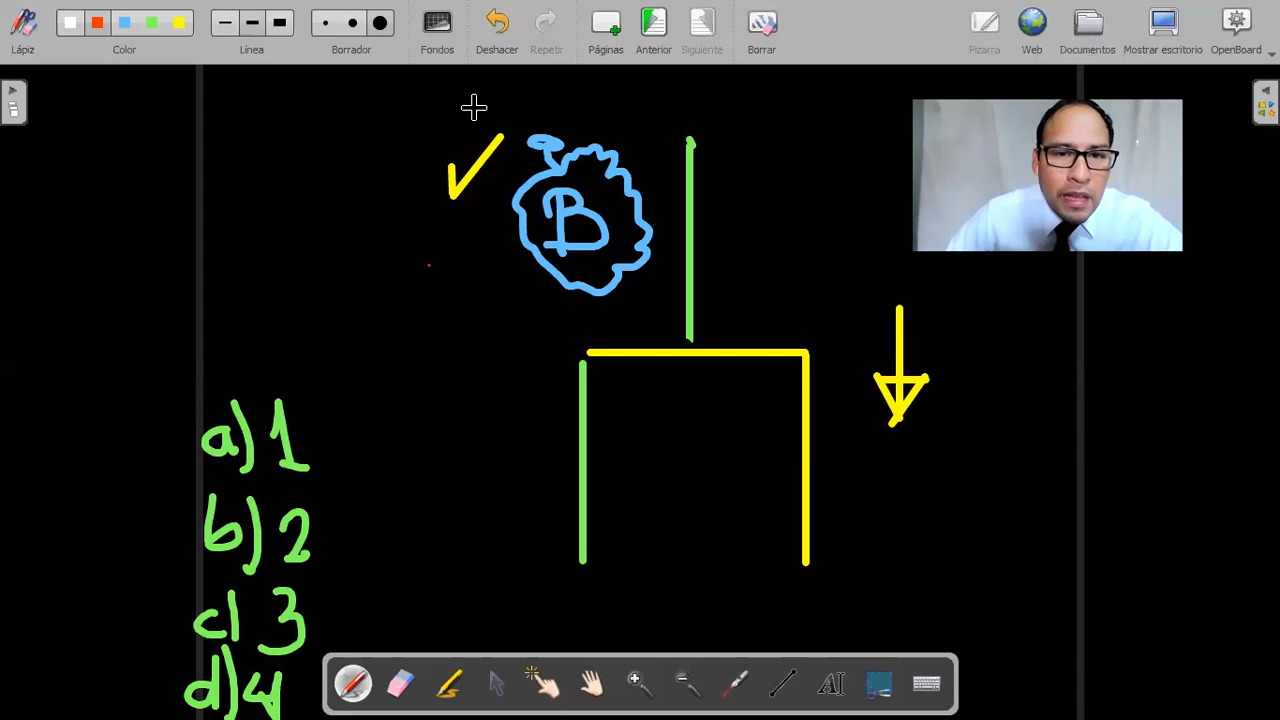 Lápiz
Color
Línea
Borrador
Fondos
Deshacer
Repetir
Páginas
Anterior
Siguiente
Borrar
Pizarra
Web
Documentos
Mostrar escritorio
OpenBoard
B
a) 1
b) 2
c) 3
d) 4
AI